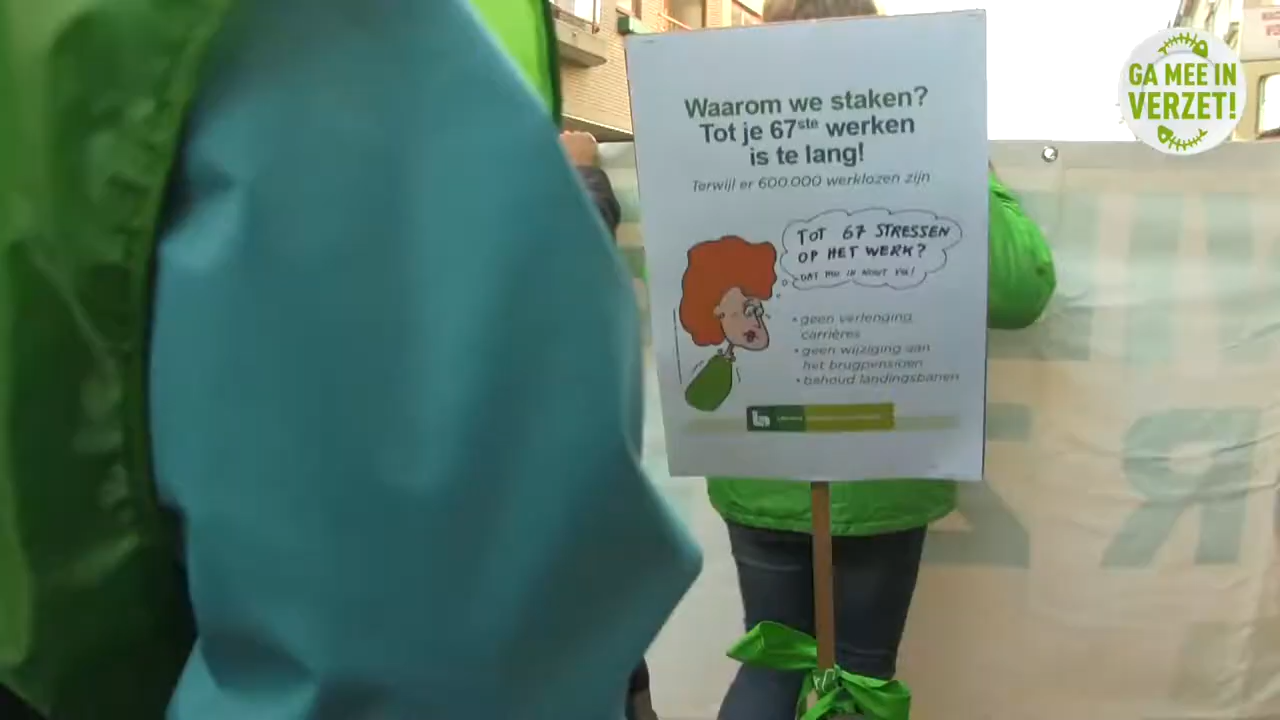 GA MEE IN
VERZET!
Waarom we staken?
Tot je 67ste werken
is te lang!
Terwijl er 600.000 werklozen zijn
TOT 67 STRESSEN
OP HET WERK?
DAT
• geen verlenging
carrières
• geen wijziging van
het brugpensioen
• behoud landingsbanen